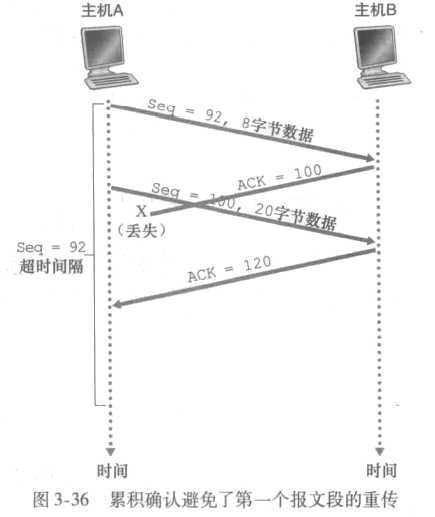 主机A
主机B
Seq = 92, 8字节数据
ACK = 100
Seq = 100, 20字节数据
X
(丢失)
Seq = 92
超时间隔
ACK = 120
时间
时间
图 3-36 累积确认避免了第一个报文段的重传